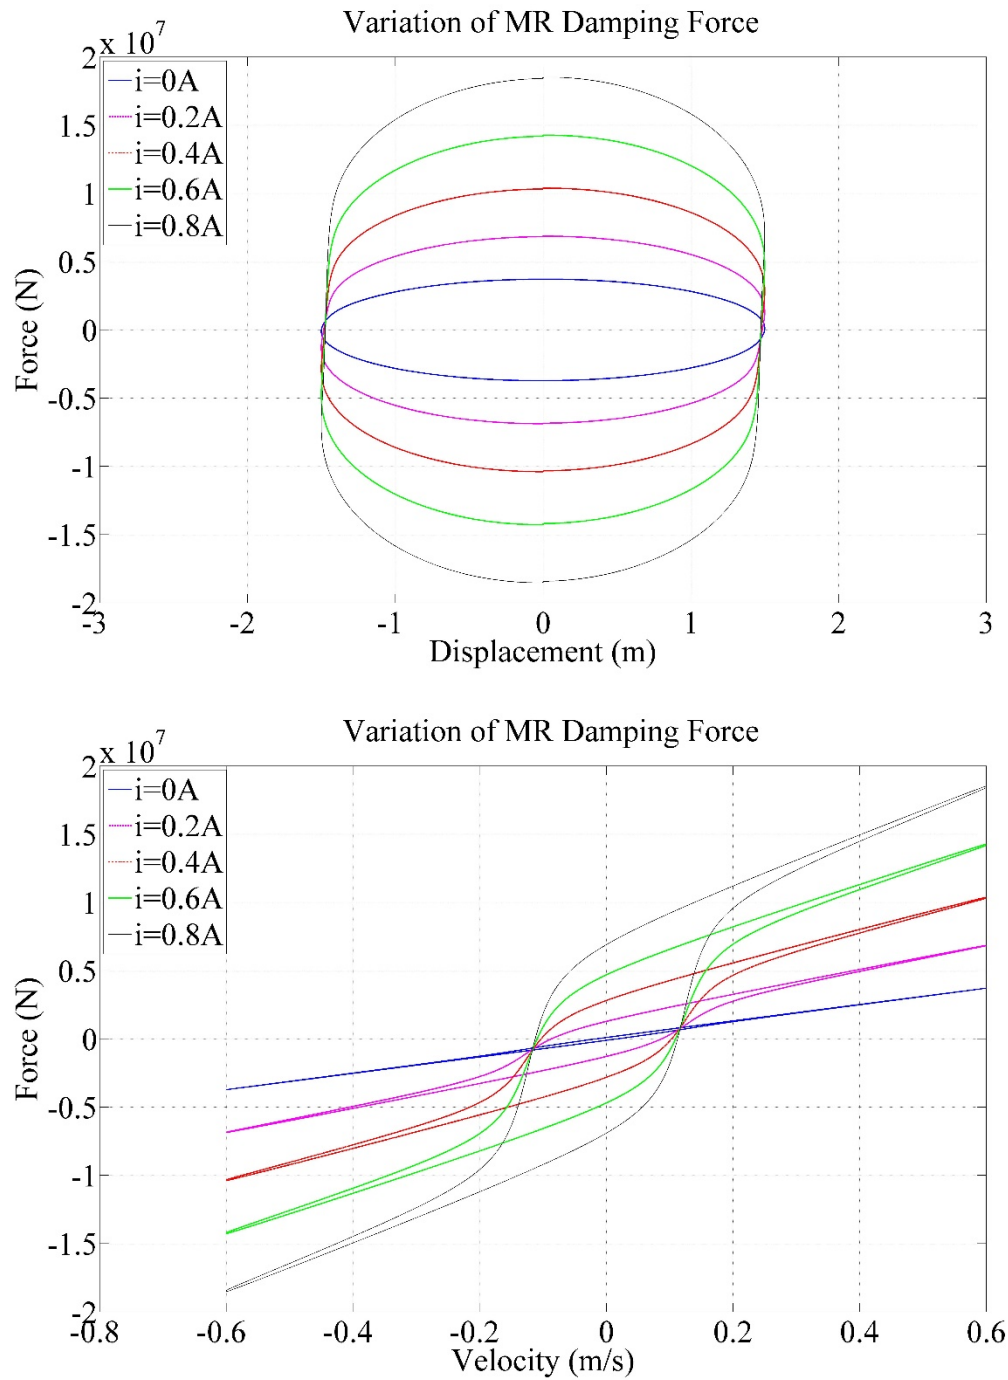 Variation of MR Damping Force
x 10^7
2
1.5
1
0.5
0
-0.5
-1
-1.5
-2
Force (N)
i=0A
i=0.2A
i=0.4A
i=0.6A
i=0.8A
-3 -2 -1 0 1 2 3
Displacement (m)
Variation of MR Damping Force
x 10^7
2
1.5
1
0.5
0
-0.5
-1
-1.5
-2
Force (N)
i=0A
i=0.2A
i=0.4A
i=0.6A
i=0.8A
-0.8 -0.6 -0.4 -0.2 0 0.2 0.4 0.6
Velocity (m/s)